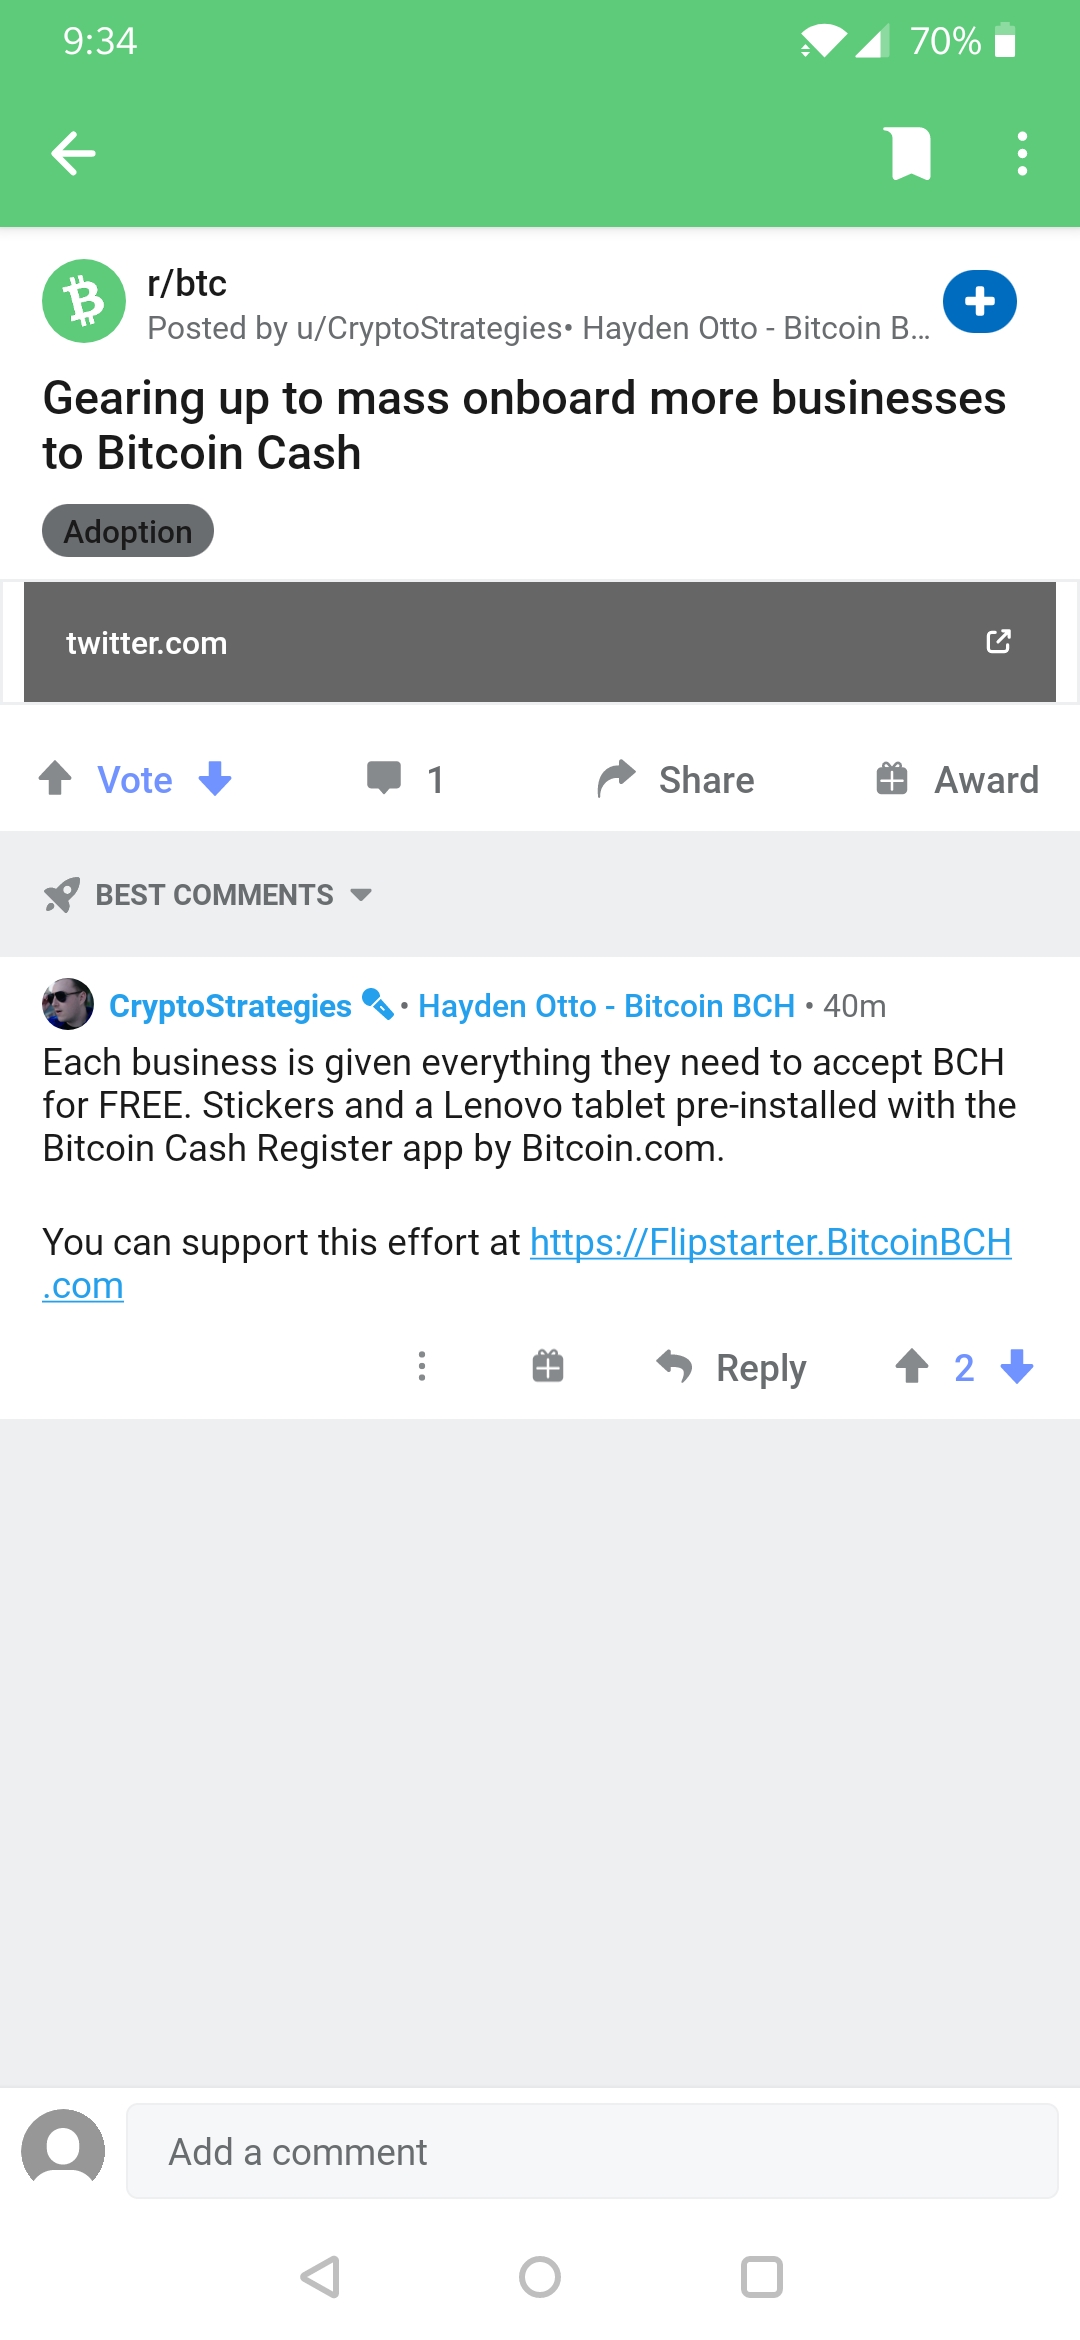 9:34
70%
r/btc
Posted by u/CryptoStrategies• Hayden Otto - Bitcoin B...
Gearing up to mass onboard more businesses
to Bitcoin Cash
Adoption
twitter.com
Vote
1
Share
Award
BEST COMMENTS
CryptoStrategies • Hayden Otto - Bitcoin BCH • 40m
Each business is given everything they need to accept BCH
for FREE. Stickers and a Lenovo tablet pre-installed with the
Bitcoin Cash Register app by Bitcoin.com.
You can support this effort at https://Flipstarter.BitcoinBCH
.com
Reply
2
Add a comment